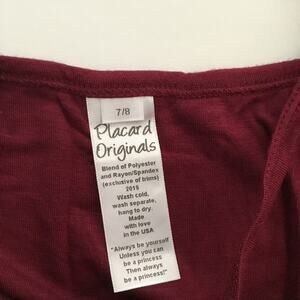 7/8
Placard
Originals
Blend of Polyester
and Rayon/Spandex
(exclusive of trims)
2015
Wash cold,
wash separate,
hang to dry.
Made
with love
in the USA
"Always be yourself
Unless you can
be a princess
Then always
be a princess!"